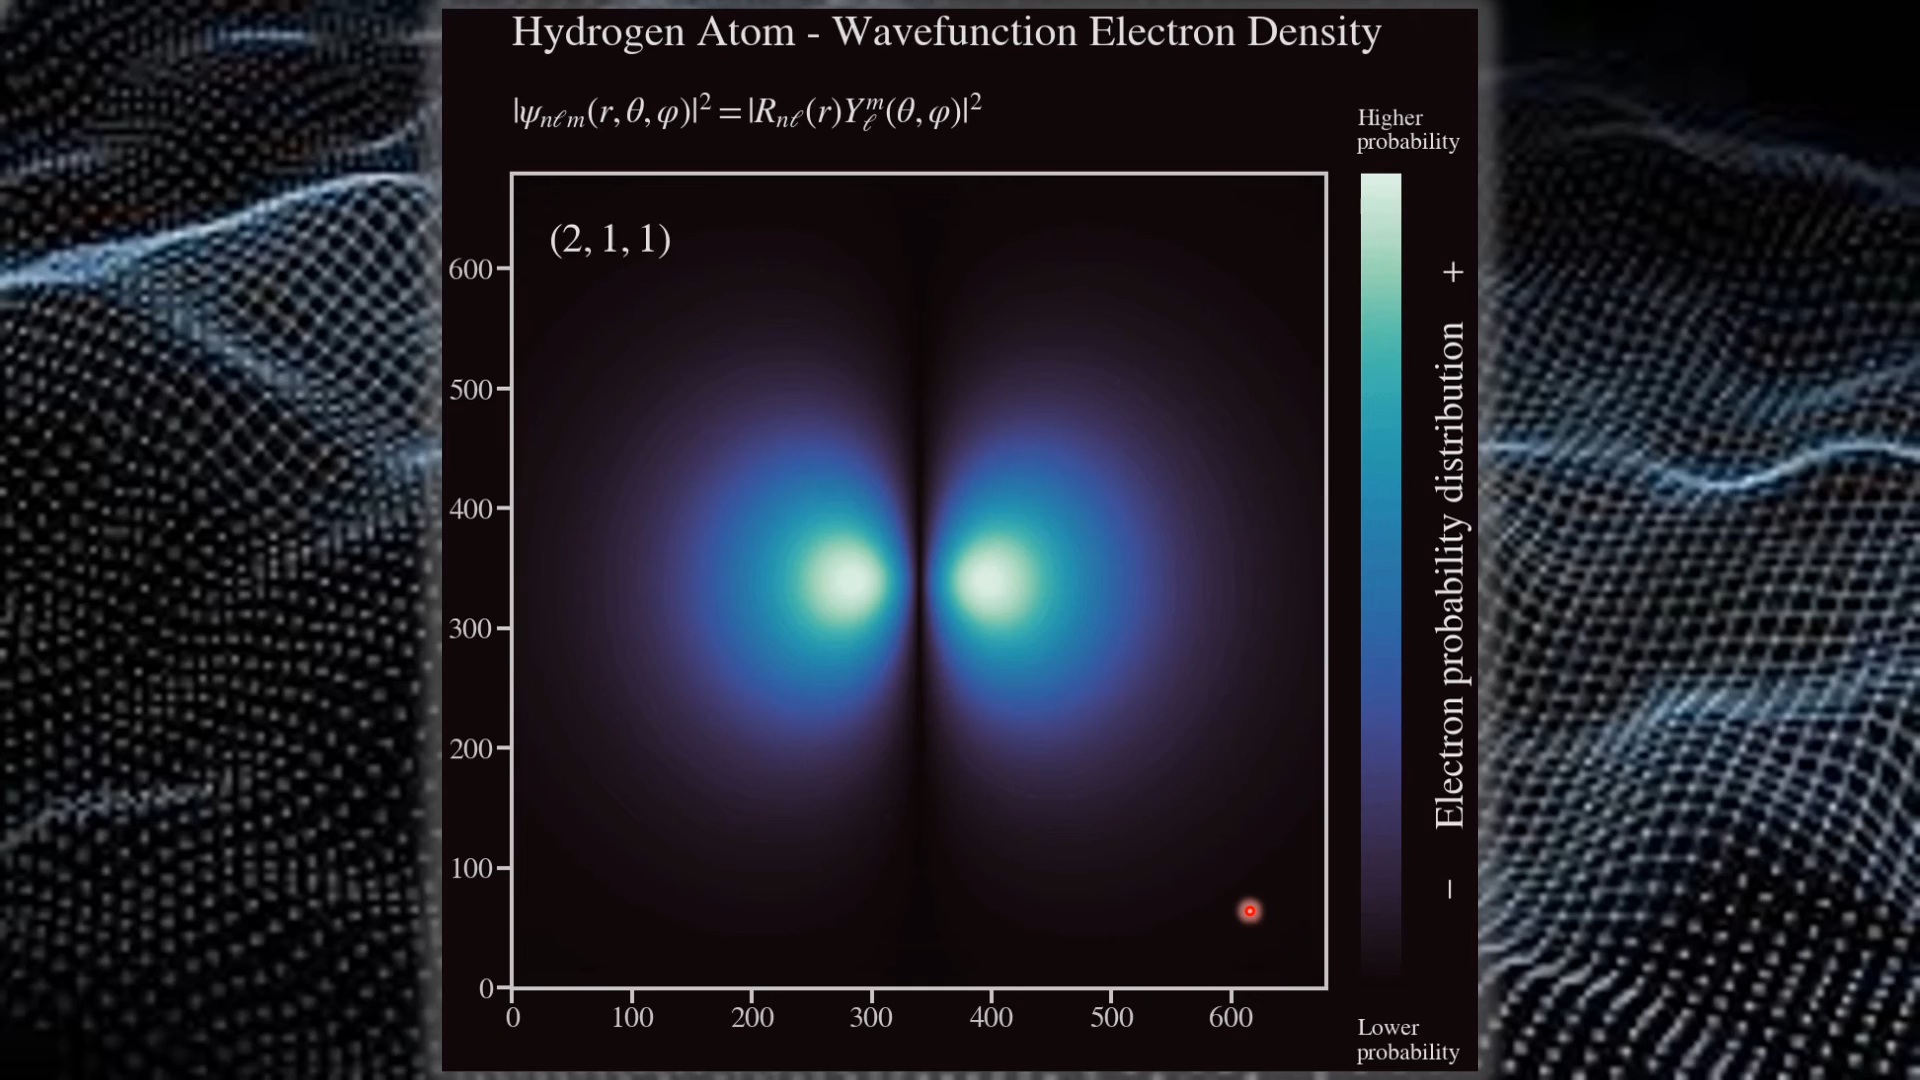 Hydrogen Atom - Wavefunction Electron Density
|ψₙℓₘ(r, θ, φ)|² = |Rₙℓ(r)Yℓᵐ(θ, φ)|²
Higher
probability
(2, 1, 1)
600
500
400
300
200
100
0
0 100 200 300 400 500 600
− Electron probability distribution +
Lower
probability